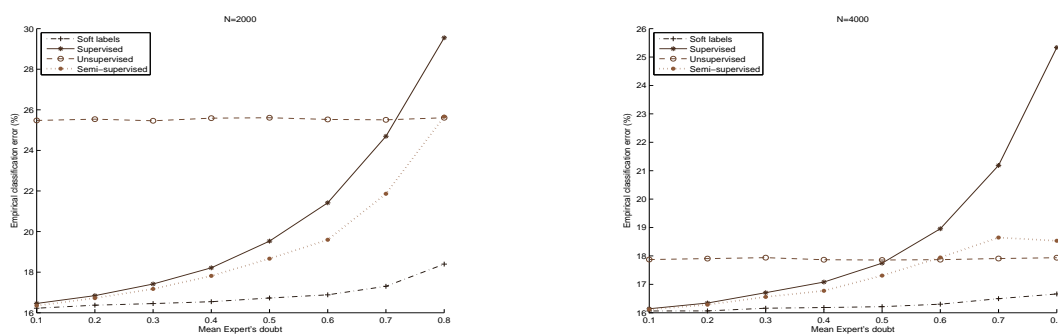 N=2000
30
28
26
24
22
20
18
16
0.1 0.2 0.3 0.4 0.5 0.6 0.7 0.8
Empirical classification error (%)
Mean Expert's doubt
Soft labels
Supervised
Unsupervised
Semi-supervised
N=4000
26
25
24
23
22
21
20
19
18
17
16
0.1 0.2 0.3 0.4 0.5 0.6 0.7 0.
Empirical classification error (%)
Mean Expert's doubt
Soft labels
Supervised
Unsupervised
Semi-supervised